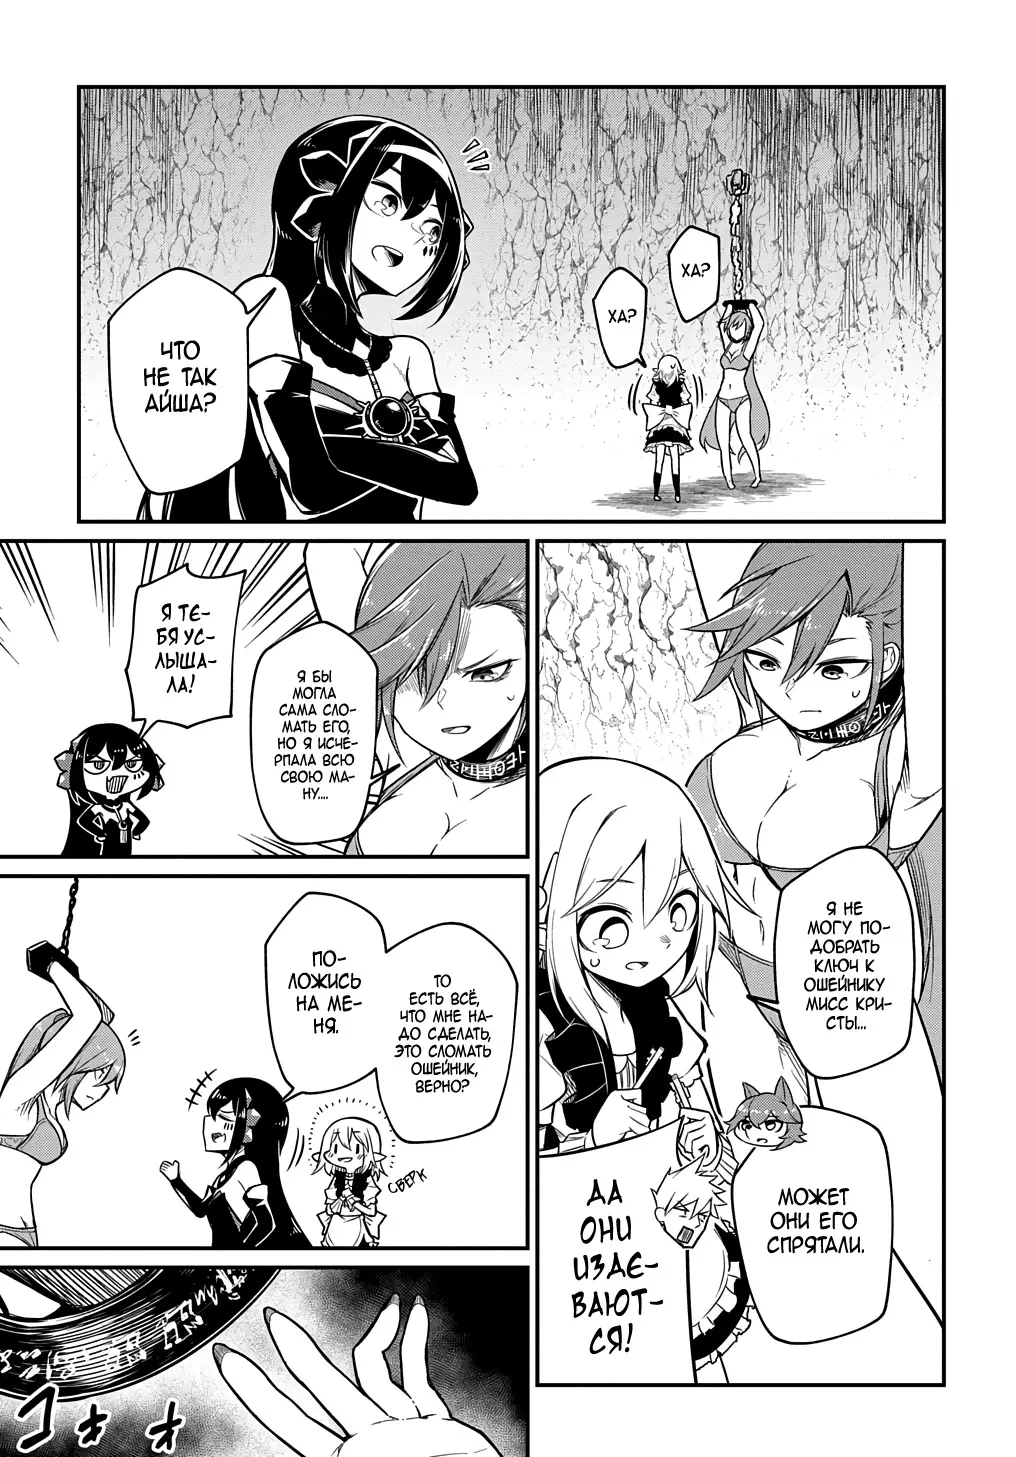 ХА?
ХА?
ЧТО
НЕ ТАК
АЙША?
Я НЕ
МОГУ ПО-
ДОБРАТЬ
КЛЮЧ К
ОШЕЙНИКУ
МИСС КРИ-
СТЫ...
МОЖЕТ
ОНИ ЕГО
СПРЯТАЛИ.
ДА
ОНИ
ИЗДЕ-
ВАЮТ-
СЯ!
Я БЫ
МОГЛА
САМА СЛО-
МАТЬ ЕГО,
НО Я ИСЧЕ-
РПАЛА ВСЮ
СВОЮ МА-
НУ....
Я ТЕ-
БЯ УС-
ЛЫША-
ЛА!
ТО
ЕСТЬ ВСЁ,
ЧТО МНЕ НА-
ДО СДЕЛАТЬ,
ЭТО СЛОМАТЬ
ОШЕЙНИК,
ВЕРНО?
ПО-
ЛОЖИСЬ
НА МЕ-
НЯ.
СВЕРК